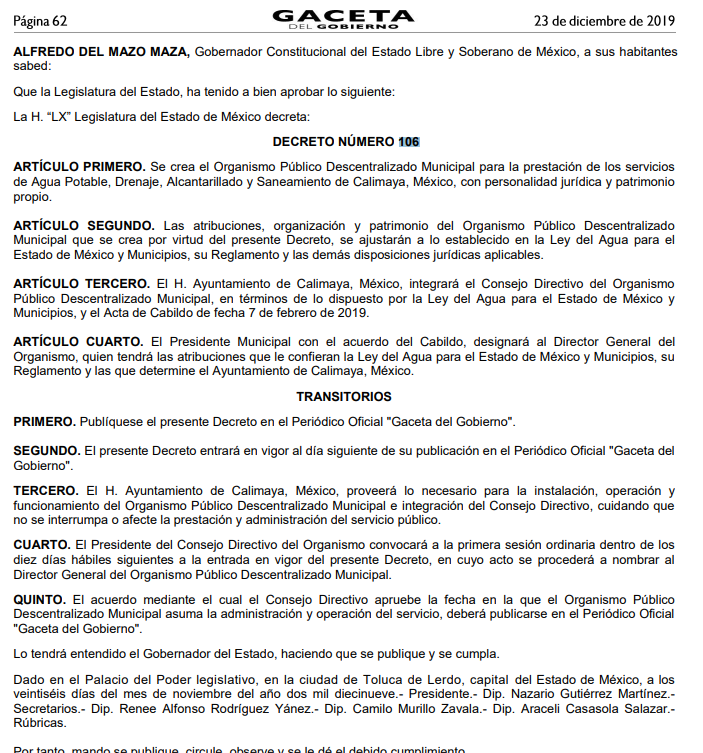 Página 62
GACETA
DEL GOBIERNO
23 de diciembre de 2019
ALFREDO DEL MAZO MAZA, Gobernador Constitucional del Estado Libre y Soberano de México, a sus habitantes
sabed:
Que la Legislatura del Estado, ha tenido a bien aprobar lo siguiente:
La H. “LX” Legislatura del Estado de México decreta:
DECRETO NÚMERO 106
ARTÍCULO PRIMERO. Se crea el Organismo Público Descentralizado Municipal para la prestación de los servicios
de Agua Potable, Drenaje, Alcantarillado y Saneamiento de Calimaya, México, con personalidad jurídica y patrimonio
propio.
ARTÍCULO SEGUNDO. Las atribuciones, organización y patrimonio del Organismo Público Descentralizado
Municipal que se crea por virtud del presente Decreto, se ajustarán a lo establecido en la Ley del Agua para el
Estado de México y Municipios, su Reglamento y las demás disposiciones jurídicas aplicables.
ARTÍCULO TERCERO. El H. Ayuntamiento de Calimaya, México, integrará el Consejo Directivo del Organismo
Público Descentralizado Municipal, en términos de lo dispuesto por la Ley del Agua para el Estado de México y
Municipios, y el Acta de Cabildo de fecha 7 de febrero de 2019.
ARTÍCULO CUARTO. El Presidente Municipal con el acuerdo del Cabildo, designará al Director General del
Organismo, quien tendrá las atribuciones que le confieran la Ley del Agua para el Estado de México y Municipios, su
Reglamento y las que determine el Ayuntamiento de Calimaya, México.
TRANSITORIOS
PRIMERO. Publíquese el presente Decreto en el Periódico Oficial "Gaceta del Gobierno".
SEGUNDO. El presente Decreto entrará en vigor al día siguiente de su publicación en el Periódico Oficial "Gaceta del
Gobierno".
TERCERO. El H. Ayuntamiento de Calimaya, México, proveerá lo necesario para la instalación, operación y
funcionamiento del Organismo Público Descentralizado Municipal e integración del Consejo Directivo, cuidando que
no se interrumpa o afecte la prestación y administración del servicio público.
CUARTO. El Presidente del Consejo Directivo del Organismo convocará a la primera sesión ordinaria dentro de los
diez días hábiles siguientes a la entrada en vigor del presente Decreto, en cuyo acto se procederá a nombrar al
Director General del Organismo Público Descentralizado Municipal.
QUINTO. El acuerdo mediante el cual el Consejo Directivo apruebe la fecha en la que el Organismo Público
Descentralizado Municipal asuma la administración y operación del servicio, deberá publicarse en el Periódico Oficial
"Gaceta del Gobierno".
Lo tendrá entendido el Gobernador del Estado, haciendo que se publique y se cumpla.
Dado en el Palacio del Poder legislativo, en la ciudad de Toluca de Lerdo, capital del Estado de México, a los
veintiséis días del mes de noviembre del año dos mil diecinueve.- Presidente.- Dip. Nazario Gutiérrez Martínez.-
Secretarios.- Dip. Renee Alfonso Rodríguez Yánez.- Dip. Camilo Murillo Zavala.- Dip. Araceli Casasola Salazar.-
Rúbricas.
Por tanto, mando se publique, circule, observe y se le dé el debido cumplimiento.